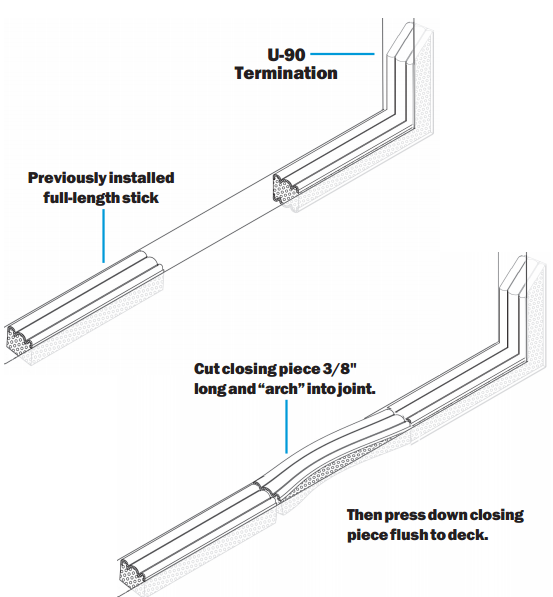 U-90
Termination
Previously installed
full-length stick
Cut closing piece 3/8"
long and “arch” into joint.
Then press down closing
piece flush to deck.